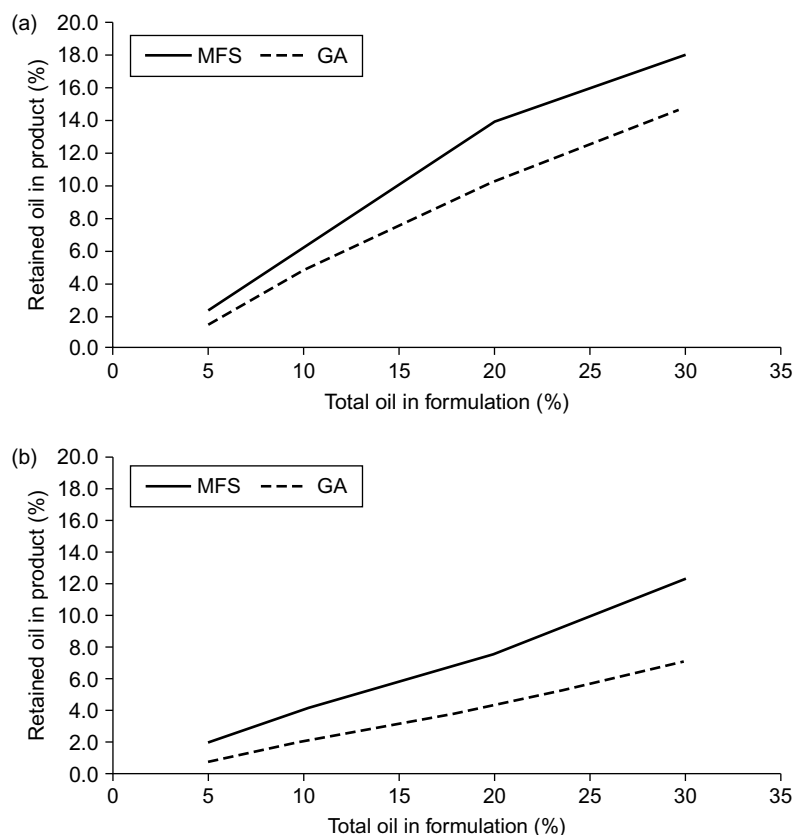 (a)
20.0
18.0
16.0
14.0
12.0
10.0
8.0
6.0
4.0
2.0
0.0
Retained oil in product (%)
MFS GA
0 5 10 15 20 25 30 35
Total oil in formulation (%)
(b)
20.0
18.0
16.0
14.0
12.0
10.0
8.0
6.0
4.0
2.0
0.0
Retained oil in product (%)
MFS GA
0 5 10 15 20 25 30 35
Total oil in formulation (%)